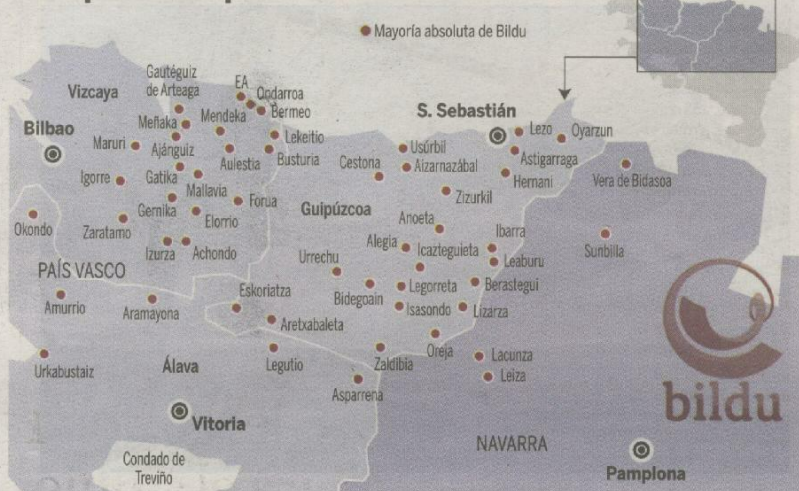 Mayoría absoluta de Bildu
Vizcaya
Gautéguiz
de Arteaga
EA
Ondarroa
Bermeo
Meñaka
Mendeka
S. Sebastián
Lezo
Oyarzun
Bilbao
Maruri
Ajánguiz
Aulestia
Lekeitio
Busturia
Usúrbil
Astigarraga
Cestona
Aizarnazábal
Hernani
Vera de Bidasoa
Igorre
Gatika
Mallavia
Forua
Zizurkil
Gernika
Elorrio
Guipúzcoa
Anoeta
Okondo
Zaratamo
Izurza
Achondo
Alegia
Icazteguieta
Ibarra
Leaburu
Sunbilla
Urrechu
PAÍS VASCO
Eskoriatza
Bidegoain
Legorreta
Berastegui
Amurrio
Aramayona
Isasondo
Lizarza
Aretxabaleta
Oreja
Urkabustaiz
Álava
Legutio
Zaldibia
Lacunza
Leiza
Asparrena
bildu
Vitoria
NAVARRA
Condado de
Treviño
Pamplona